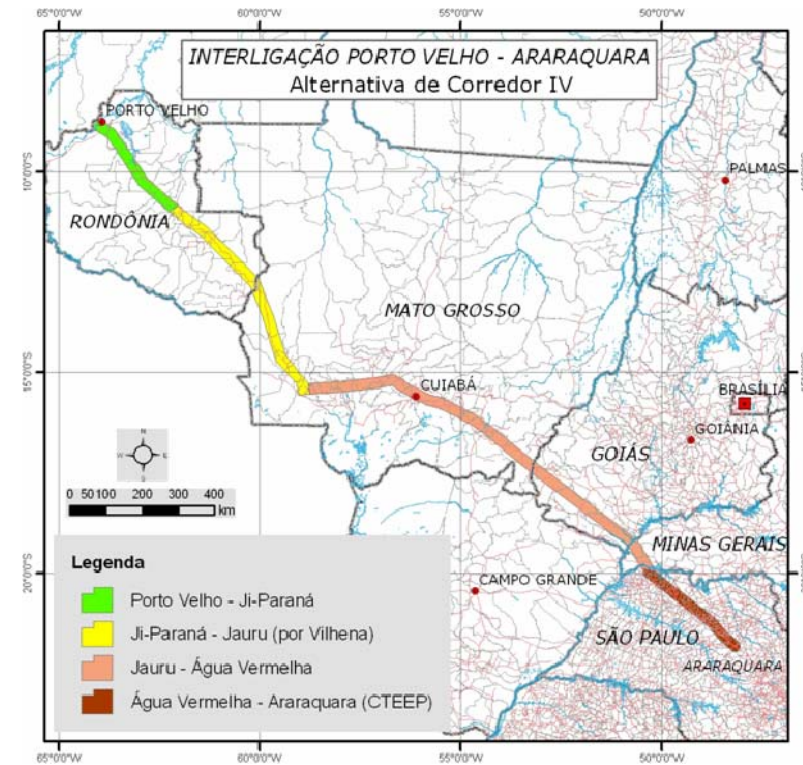 65°0'0"W
60°0'0"W
55°0'0"W
50°0'0"W
INTERLIGAÇÃO PORTO VELHO - ARARAQUARA
Alternativa de Corredor IV
PORTO VELHO
PALMAS
10°0'0"S
RONDÔNIA
MATO GROSSO
15°0'0"S
CUIABÁ
BRASÍLIA
GOIÂNIA
GOIÁS
N
W
E
S
0 50 100 200 300 400
km
MINAS GERAIS
Legenda
20°0'0"S
CAMPO GRANDE
Porto Velho - Ji-Paraná
Ji-Paraná - Jauru (por Vilhena)
SÃO PAULO
Jauru - Água Vermelha
ARARAQUARA
Água Vermelha - Araraquara (CTEEP)
65°0'0"W
60°0'0"W
55°0'0"W
50°0'0"W